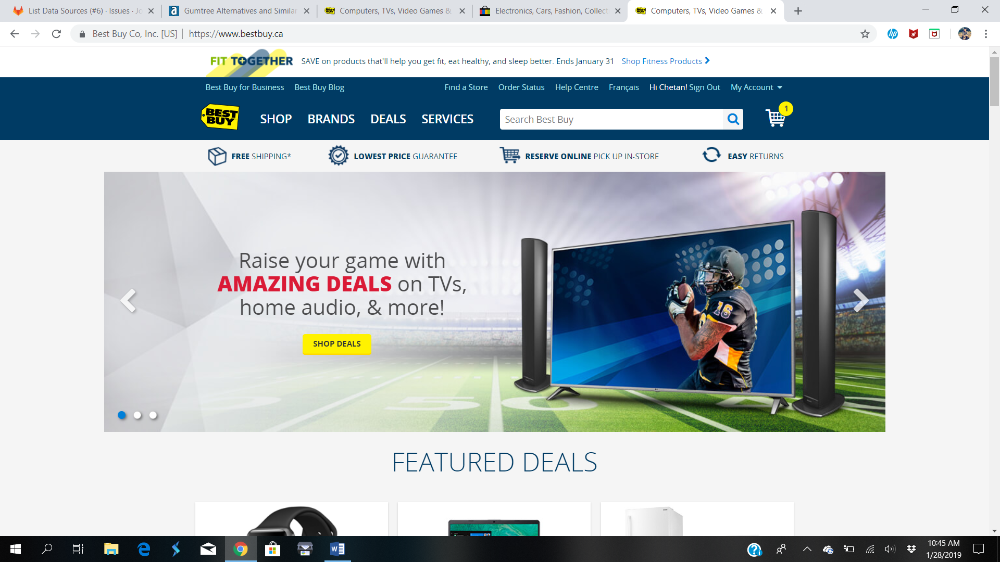 List Data Sources (#6) · Issues · Jo
Gumtree Alternatives and Similar
Computers, TVs, Video Games &
Electronics, Cars, Fashion, Collect
Computers, TVs, Video Games &
Best Buy Co, Inc. [US] | https://www.bestbuy.ca
FIT TOGETHER SAVE on products that'll help you get fit, eat healthy, and sleep better. Ends January 31 Shop Fitness Products
Best Buy for Business Best Buy Blog Find a Store Order Status Help Centre Français Hi Chetan! Sign Out My Account
BEST BUY
SHOP BRANDS DEALS SERVICES Search Best Buy 1
FREE SHIPPING* LOWEST PRICE GUARANTEE RESERVE ONLINE PICK UP IN-STORE EASY RETURNS
Raise your game with
AMAZING DEALS on TVs,
home audio, & more!
SHOP DEALS
16
50
FEATURED DEALS
10:45 AM
1/28/2019